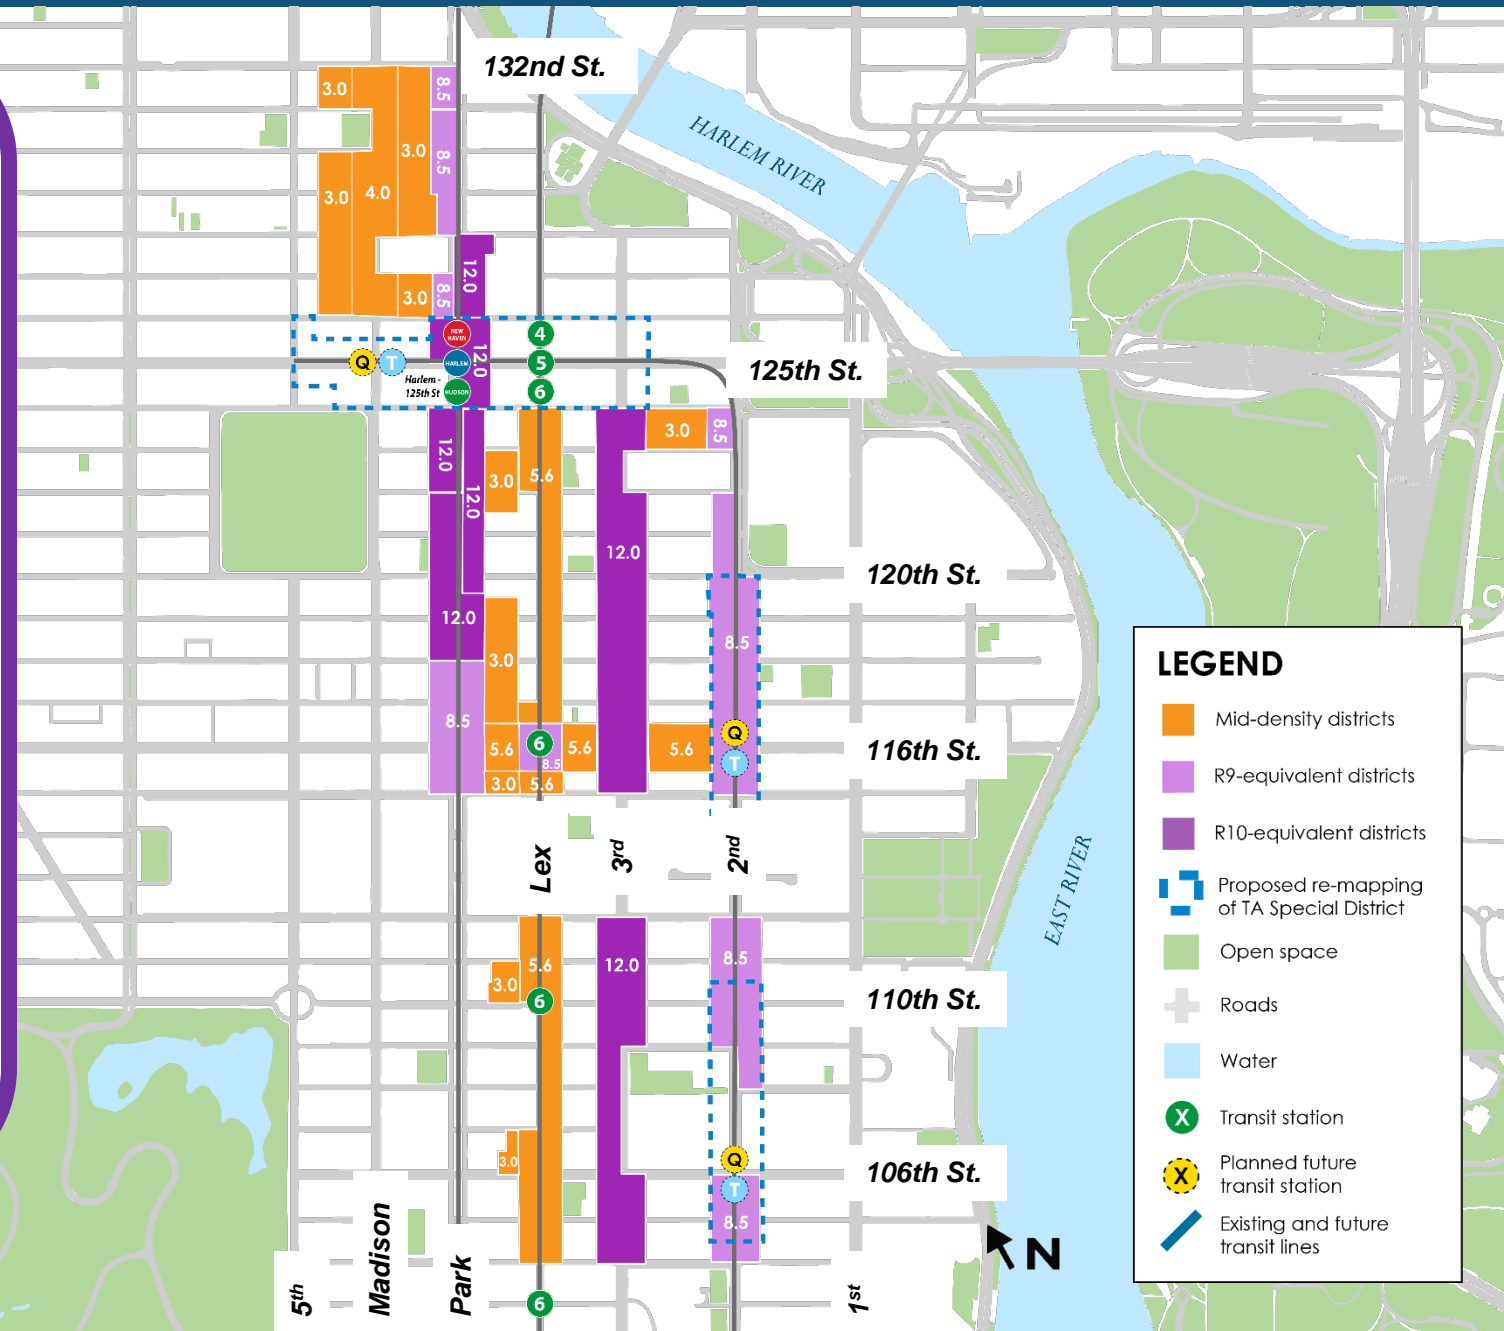 132nd St.
3.0
8.5
HARLEM RIVER
3.0
8.5
3.0
4.0
12.0
3.0
8.5
NEW HAVEN
4
12.0
Q
T
HARLEM
5
125th St.
Harlem -
125th St
HUDSON
6
3.0
8.5
12.0
5.6
3.0
12.0
12.0
120th St.
12.0
8.5
3.0
LEGEND
8.5
Mid-density districts
Q
5.6
6
5.6
5.6
116th St.
8.5
T
R9-equivalent districts
3.0
5.6
R10-equivalent districts
Lex
3rd
2nd
EAST RIVER
Proposed re-mapping
of TA Special District
Open space
5.6
12.0
8.5
3.0
6
110th St.
Roads
Water
X
Transit station
3.0
Q
106th St.
X
Planned future
transit station
T
8.5
Existing and future
transit lines
N
5th
Madison
Park
1st
6